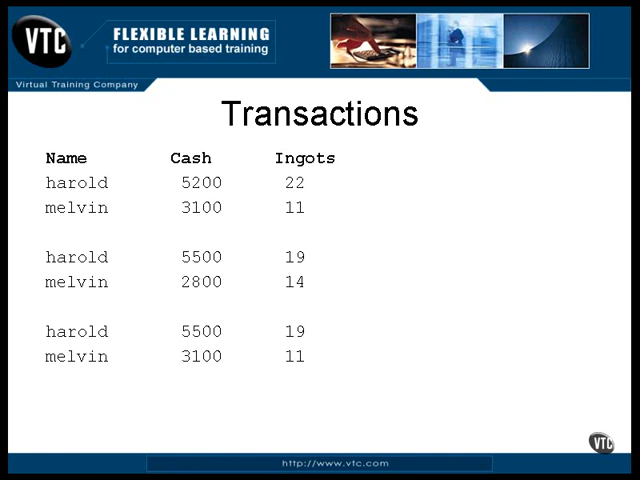 VTC
FLEXIBLE LEARNING
for computer based training
Virtual Training Company
Transactions
Name Cash Ingots
harold 5200 22
melvin 3100 11
harold 5500 19
melvin 2800 14
harold 5500 19
melvin 3100 11
VTC
http://www.vtc.com